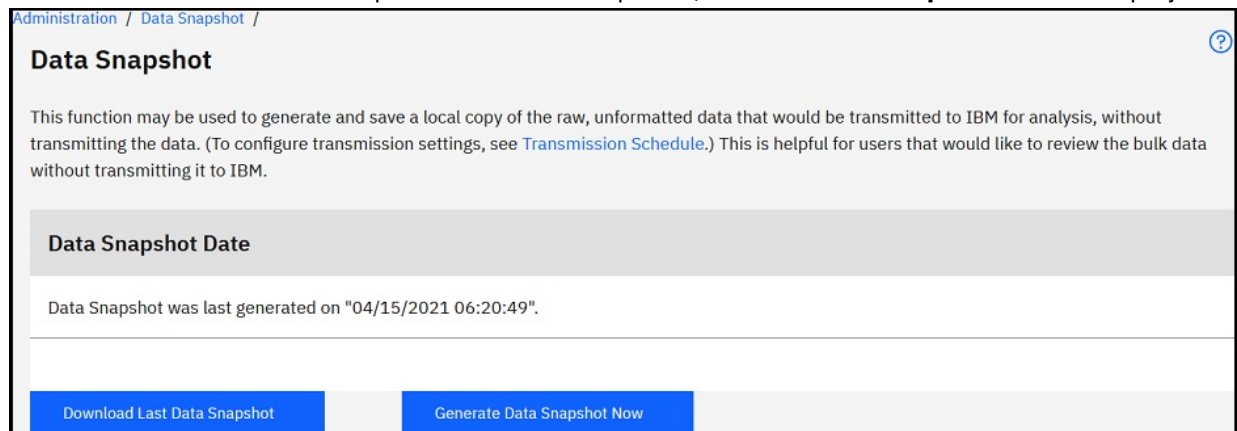 Administration / Data Snapshot /
Data Snapshot
This function may be used to generate and save a local copy of the raw, unformatted data that would be transmitted to IBM for analysis, without
transmitting the data. (To configure transmission settings, see Transmission Schedule.) This is helpful for users that would like to review the bulk data
without transmitting it to IBM.
Data Snapshot Date
Data Snapshot was last generated on "04/15/2021 06:20:49".
Download Last Data Snapshot
Generate Data Snapshot Now